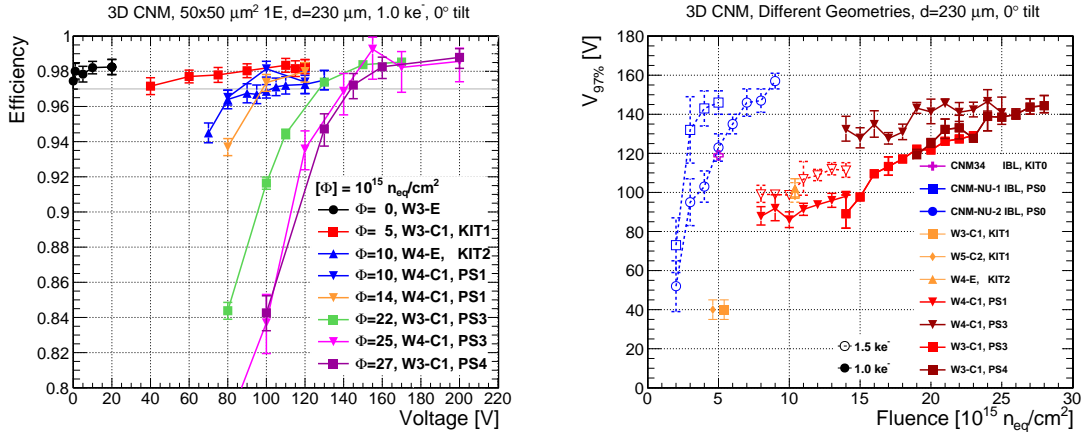 3D CNM, 50x50 μm² 1E, d=230 μm, 1.0 ke⁻, 0° tilt
Efficiency
1
0.98
0.96
0.94
0.92
0.9
0.88
0.86
0.84
0.82
0.8
[Φ] = 10¹⁵ n_eq/cm²
Φ= 0, W3-E
Φ= 5, W3-C1, KIT1
Φ=10, W4-E, KIT2
Φ=10, W4-C1, PS1
Φ=14, W4-C1, PS1
Φ=22, W3-C1, PS3
Φ=25, W4-C1, PS3
Φ=27, W3-C1, PS4
0 20 40 60 80 100 120 140 160 180 200 220
Voltage [V]
3D CNM, Different Geometries, d=230 μm, 0° tilt
V_97% [V]
180
160
140
120
100
80
60
40
20
0
CNM34 IBL, KIT0
CNM-NU-1 IBL, PS0
CNM-NU-2 IBL, PS0
W3-C1, KIT1
W5-C2, KIT1
W4-E, KIT2
W4-C1, PS1
W4-C1, PS3
W3-C1, PS3
W3-C1, PS4
1.5 ke⁻
1.0 ke⁻
0 5 10 15 20 25 30
Fluence [10¹⁵ n_eq/cm²]